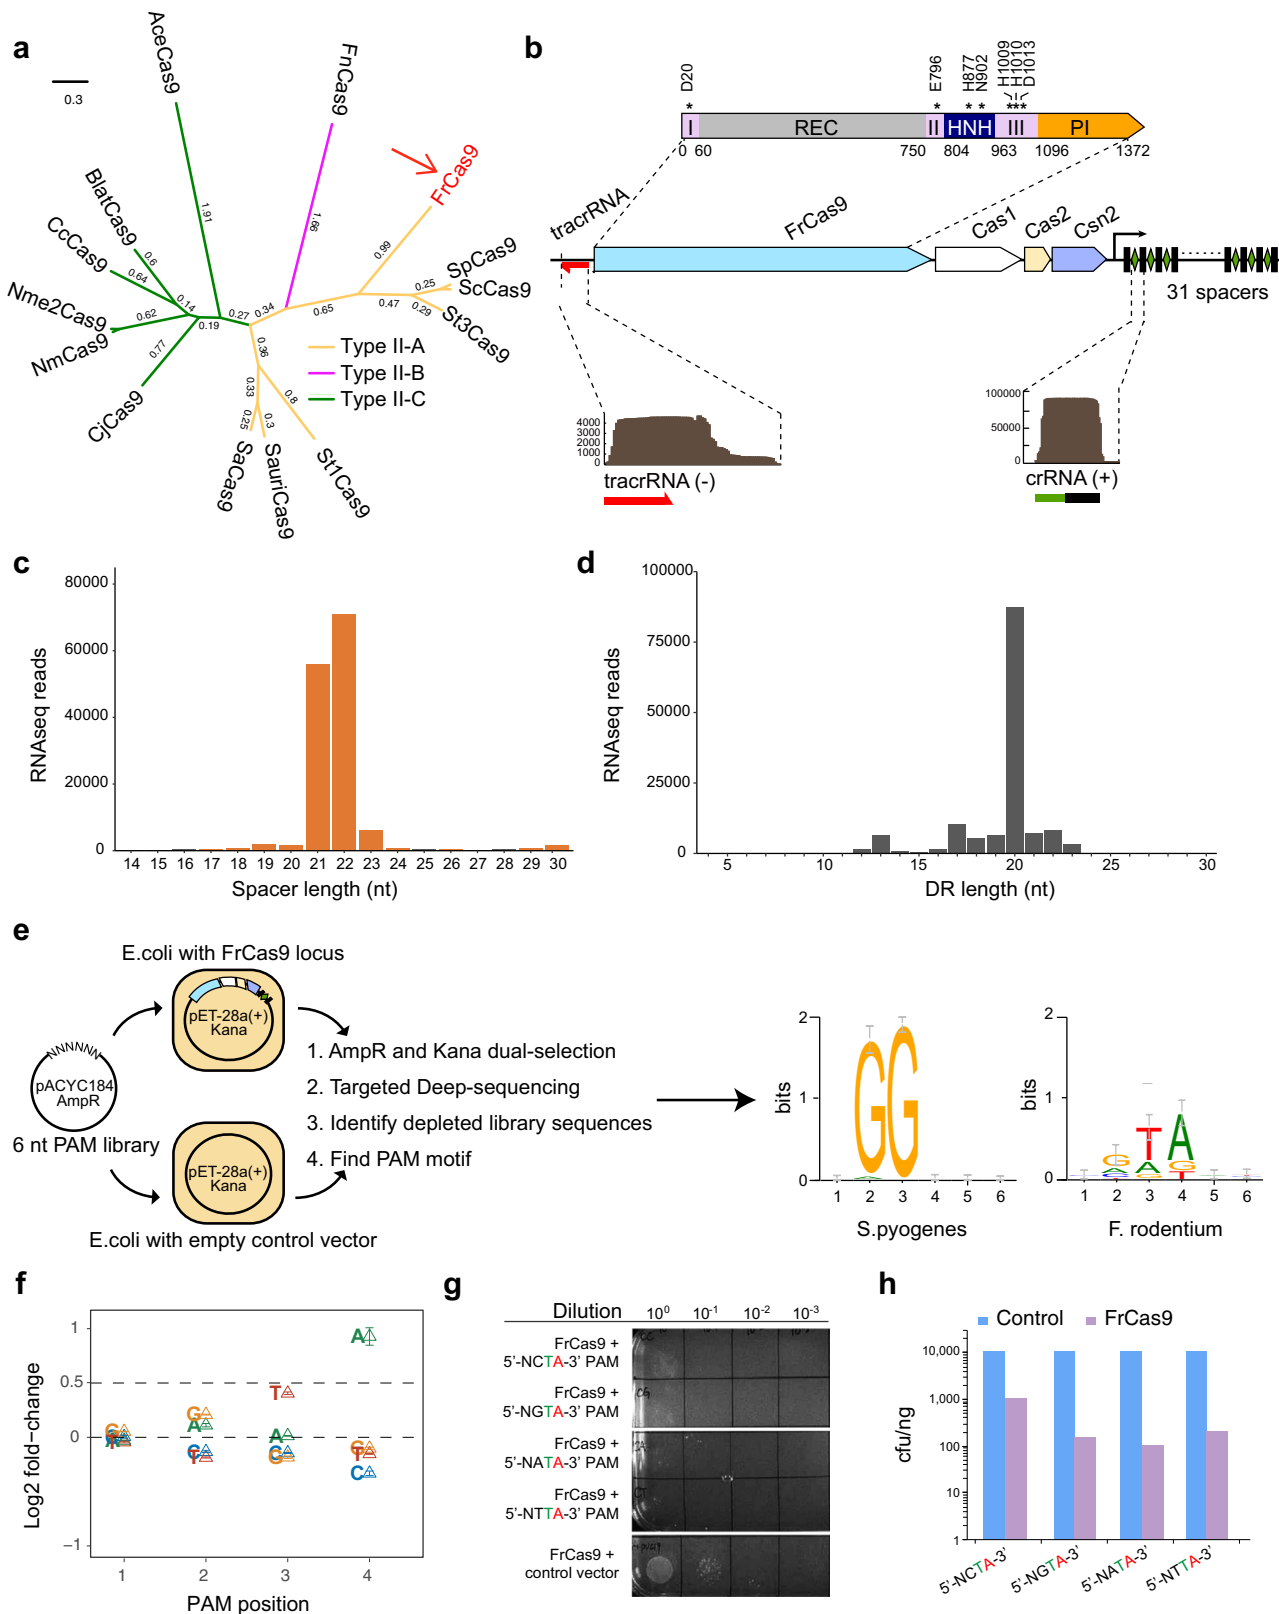 a
0.3
AceCas9
FnCas9
FrCas9
BlatCas9
CcCas9
Nme2Cas9
NmCas9
CjCas9
SpCas9
ScCas9
St3Cas9
SaCas9
SauriCas9
St1Cas9
1.91
1.66
0.99
0.6
0.64
0.14
0.62
0.19
0.27
0.34
0.65
0.25
0.47
0.29
0.77
0.36
0.33
0.8
0.25
0.3
Type II-A
Type II-B
Type II-C
b
D20
E796
H877
N902
H1009
H1010
D1013
* * * * ***
I REC II HNH III PI
0 60 750 804 963 1096 1372
tracrRNA
FrCas9
Cas1
Cas2
Csn2
31 spacers
4000
3000
2000
1000
0
tracrRNA (-)
100000
50000
0
crRNA (+)
c
RNAseq reads
80000
60000
40000
20000
0
14 15 16 17 18 19 20 21 22 23 24 25 26 27 28 29 30
Spacer length (nt)
d
RNAseq reads
100000
75000
50000
25000
0
5 10 15 20 25 30
DR length (nt)
e
E.coli with FrCas9 locus
NNNNNN
pACYC184
AmpR
6 nt PAM library
pET-28a(+)
Kana
pET-28a(+)
Kana
E.coli with empty control vector
1. AmpR and Kana dual-selection
2. Targeted Deep-sequencing
3. Identify depleted library sequences
4. Find PAM motif
bits
2
1
0
GG
1 2 3 4 5 6
S.pyogenes
bits
2
1
0
G T A
A A G
C G T
1 2 3 4 5 6
F. rodentium
f
Log2 fold-change
1
0.5
0
−1
A
T
G
A
A
C
T
C
G
G
T
C
1 2 3 4
PAM position
g
Dilution 10⁰ 10⁻¹ 10⁻² 10⁻³
FrCas9 +
5'-NCTA-3' PAM
FrCas9 +
5'-NGTA-3' PAM
FrCas9 +
5'-NATA-3' PAM
FrCas9 +
5'-NTTA-3' PAM
FrCas9 +
control vector
h
Control FrCas9
cfu/ng
10,000
1,000
100
10
1
5'-NCTA-3'
5'-NGTA-3'
5'-NATA-3'
5'-NTTA-3'